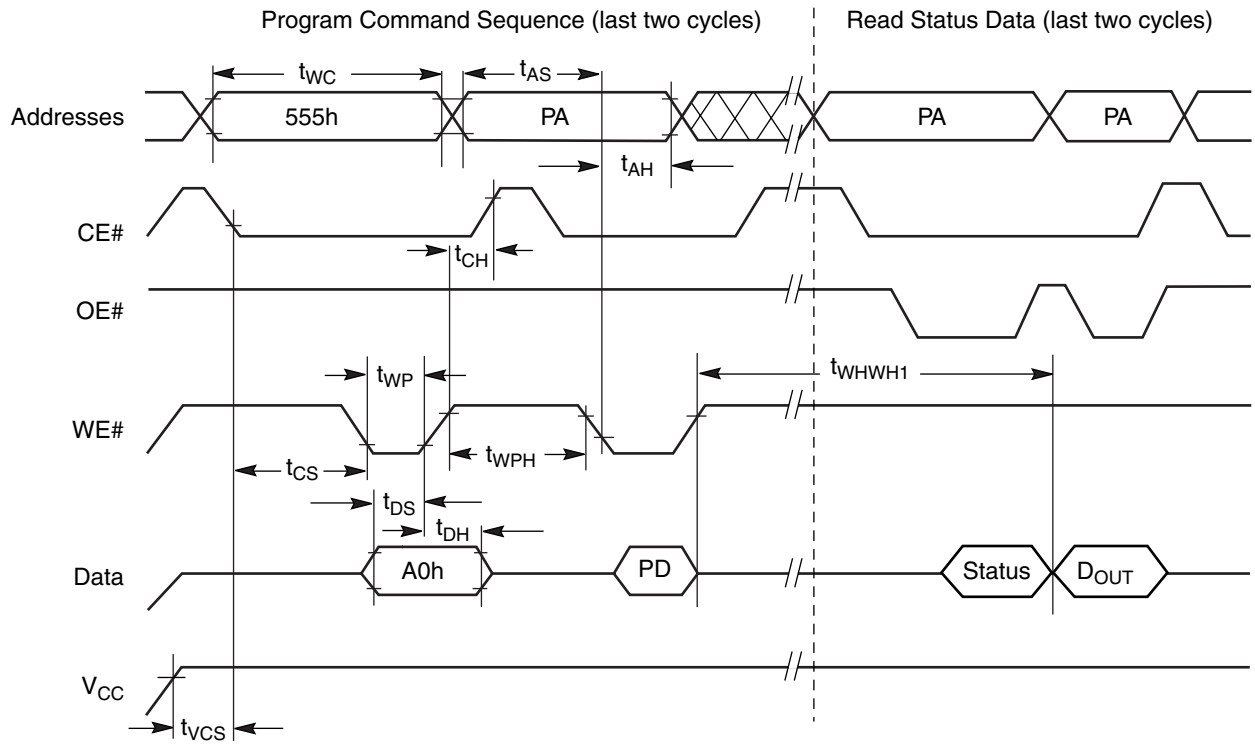 Program Command Sequence (last two cycles)
Read Status Data (last two cycles)
tWC
tAS
Addresses
555h
PA
PA
PA
tAH
CE#
tCH
OE#
tWHWH1
tWP
WE#
tWPH
tCS
tDS
tDH
Data
A0h
PD
Status
DOUT
VCC
tVCS